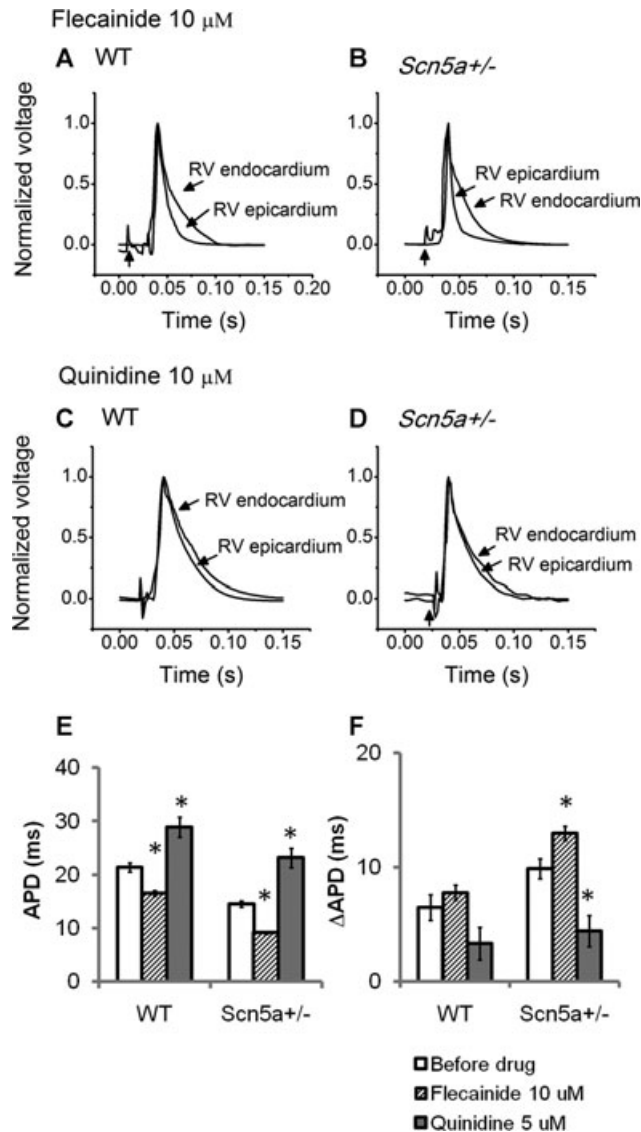 Flecainide 10 μM
A WT
B Scn5a+/-
Normalized voltage
1.0
0.5
0.0
RV endocardium
RV epicardium
0.00 0.05 0.10 0.15 0.20
Time (s)
1.0
0.5
0.0
RV epicardium
RV endocardium
0.00 0.05 0.10 0.15
Time (s)
Quinidine 10 μM
C WT
D Scn5a+/-
Normalized voltage
1.0
0.5
0.0
RV endocardium
RV epicardium
0.00 0.05 0.10 0.15
Time (s)
1.0
0.5
0.0
RV endocardium
RV epicardium
0.00 0.05 0.10 0.15
Time (s)
E
APD (ms)
40
30
20
10
0
* * * *
WT Scn5a+/-
F
ΔAPD (ms)
20
10
0
* *
WT Scn5a+/-
Before drug
Flecainide 10 uM
Quinidine 5 uM